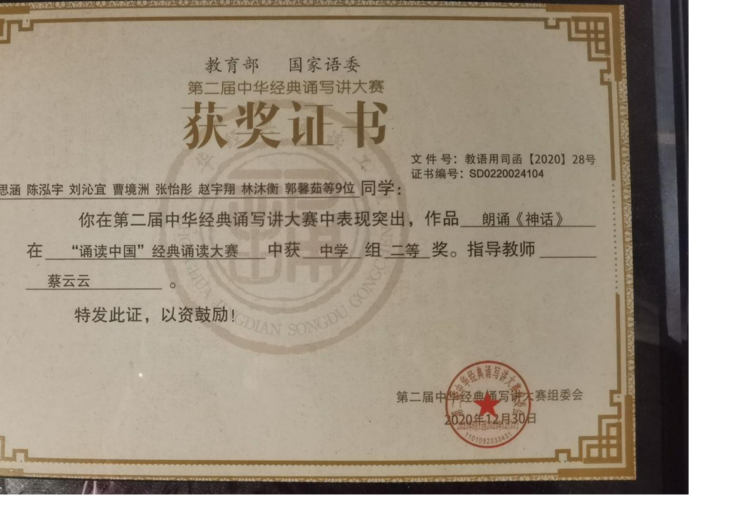 教育部 国家语委
第二届中华经典诵写讲大赛
获奖证书
文件号：教语用司函【2020】28号
证书编号：SD0220024104
思涵 陈泓宇 刘沁宜 曹境洲 张怡彤 赵宇翔 林沐衡 郭馨茹等9位 同学：
你在第二届中华经典诵写讲大赛中表现突出，作品 朗诵《神话》
在 “诵读中国”经典诵读大赛 中获 中学 组 二等 奖。指导教师
蔡云云 。
特发此证，以资鼓励！
第二届中华经典诵写讲大赛组委会
2020年12月30日